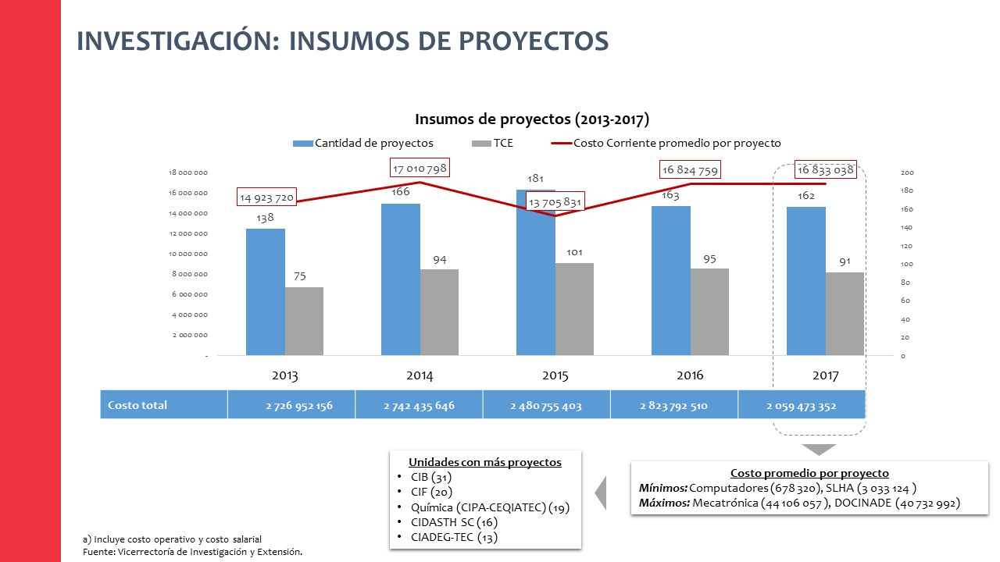 INVESTIGACIÓN: INSUMOS DE PROYECTOS
Insumos de proyectos (2013-2017)
Cantidad de proyectos TCE Costo Corriente promedio por proyecto
18 000 000
16 000 000
14 000 000
12 000 000
10 000 000
8 000 000
6 000 000
4 000 000
2 000 000
-
14 923 720
17 010 798
13 705 831
16 824 759
16 833 038
138
75
166
94
181
101
163
95
162
91
200
180
160
140
120
100
80
60
40
20
0
2013 2014 2015 2016 2017
Costo total 2 726 952 156 2 742 435 646 2 480 755 403 2 823 792 510 2 059 473 352
Unidades con más proyectos
• CIB (31)
• CIF (20)
• Química (CIPA-CEQIATEC) (19)
• CIDASTH SC (16)
• CIADEG-TEC (13)
Costo promedio por proyecto
Mínimos: Computadores (678 320), SLHA (3 033 124 )
Máximos: Mecatrónica (44 106 057 ), DOCINADE (40 732 992)
a) Incluye costo operativo y costo salarial
Fuente: Vicerrectoría de Investigación y Extensión.